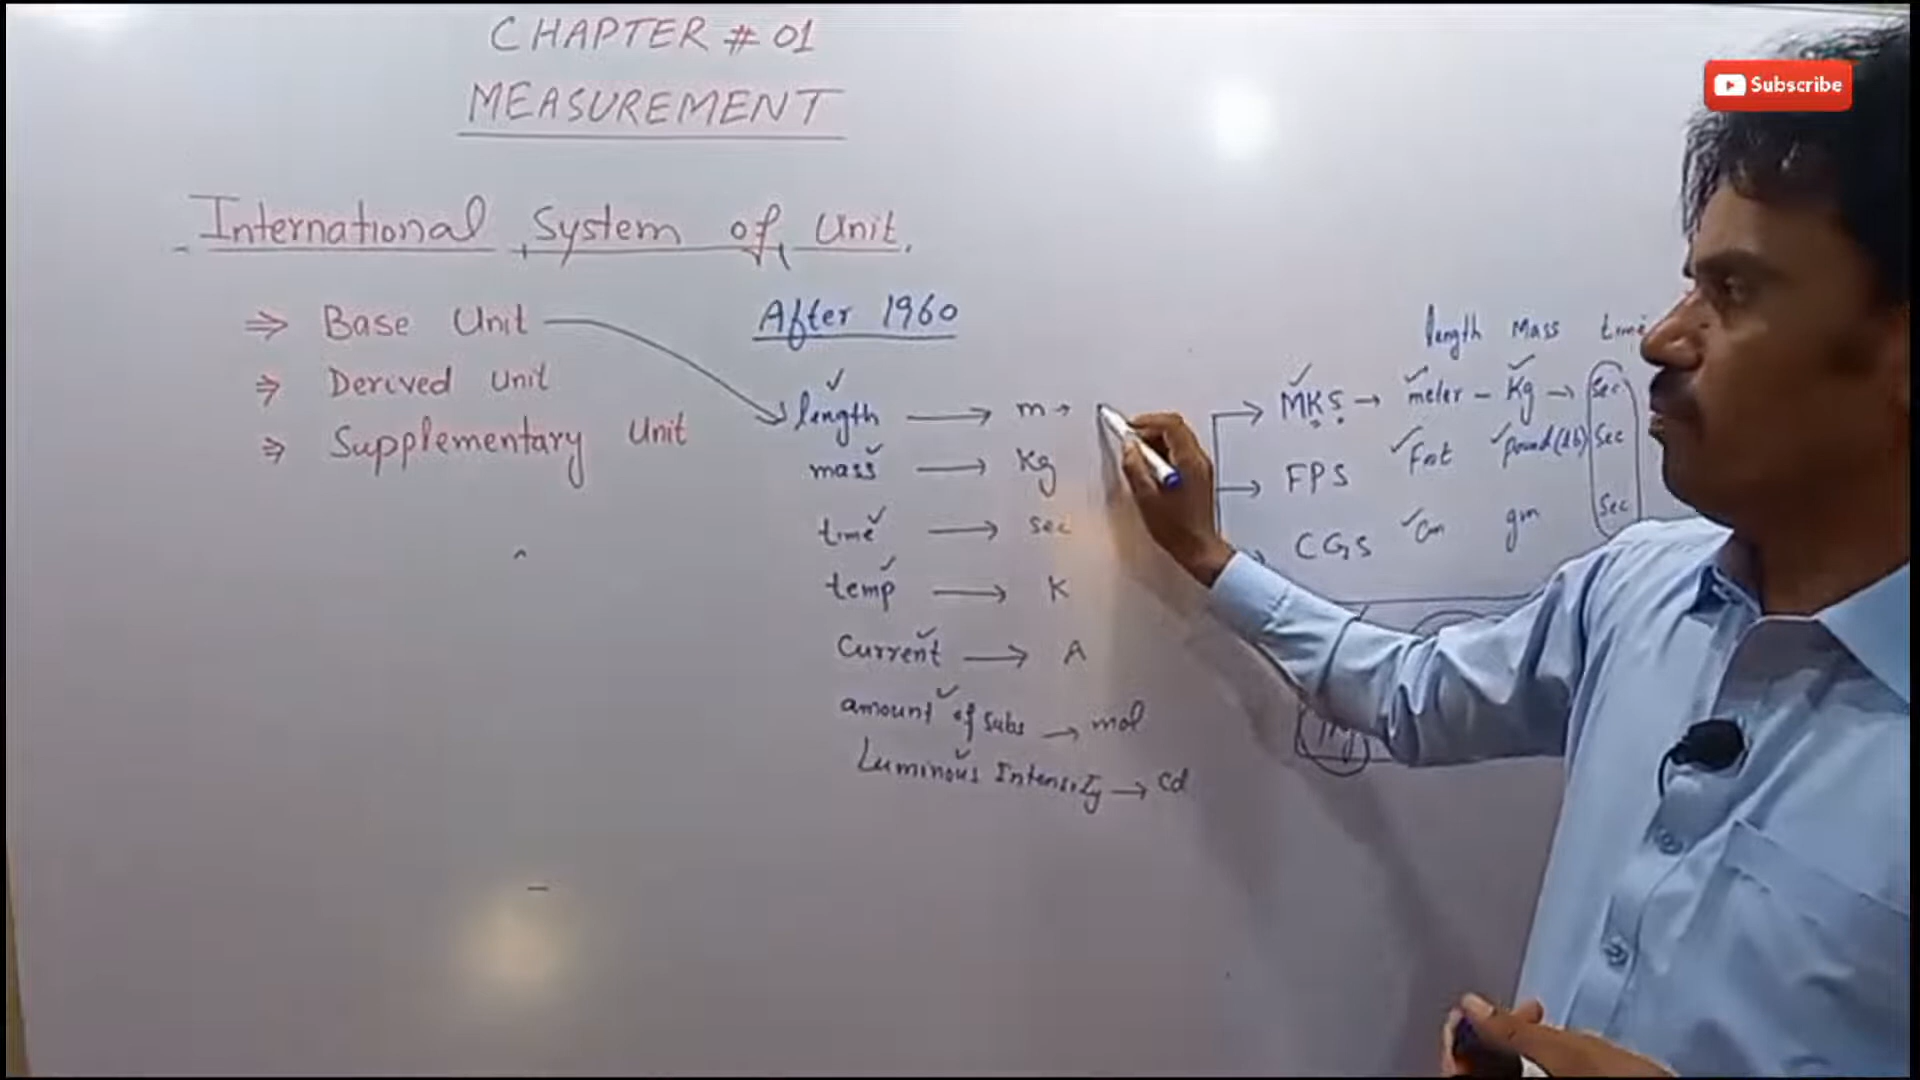 CHAPTER # 01
MEASUREMENT
Subscribe
International System of Unit.
⇒ Base Unit
⇒ Derived Unit
⇒ Supplementary Unit
After 1960
length → m →
mass → Kg
time → sec
temp → K
Current → A
amount of subs → mol
Luminous Intensity → cd
length Mass time
MKS → meter - Kg → Sec
FPS Foot pound(lb) Sec
CGS Cm gm Sec